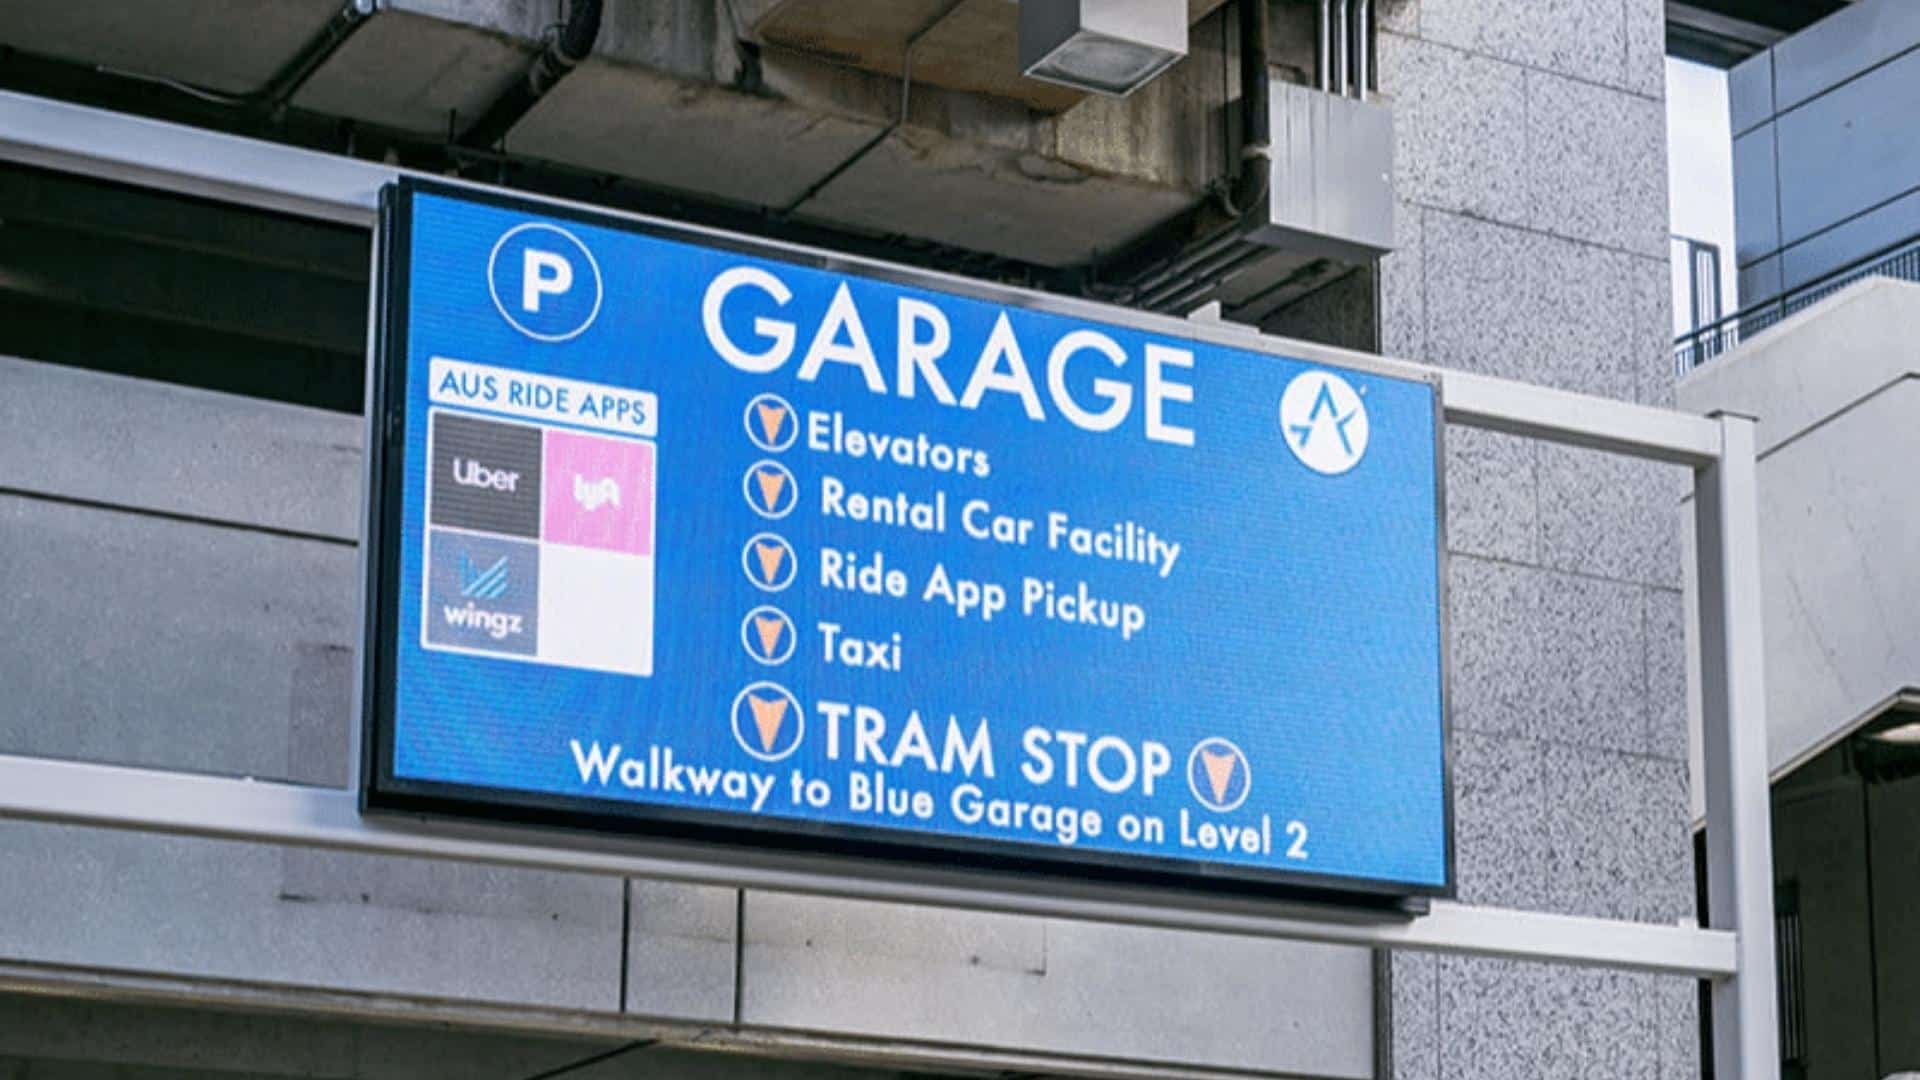 P
GARAGE
AUS RIDE APPS
Uber
lyft
wingz
Elevators
Rental Car Facility
Ride App Pickup
Taxi
TRAM STOP
Walkway to Blue Garage on Level 2